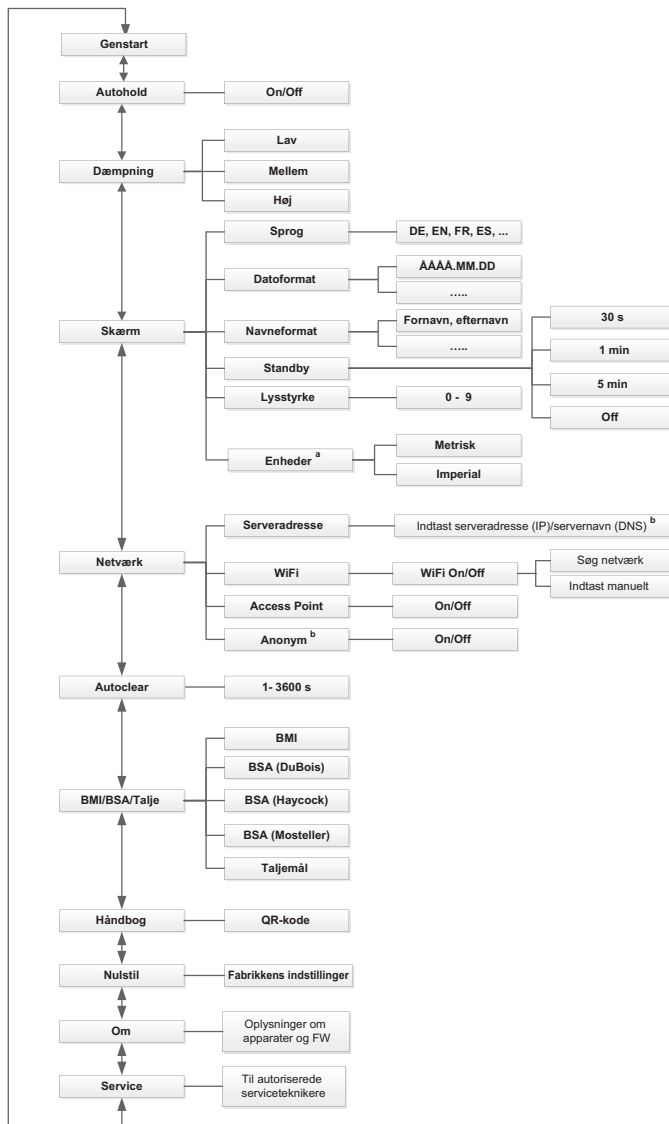 Genstart
Autohold
On/Off
Dæmpning
Lav
Mellem
Høj
Skærm
Sprog
DE, EN, FR, ES, ...
Datoformat
ÅÅÅÅ.MM.DD
.....
Navneformat
Fornavn, efternavn
.....
Standby
30 s
1 min
5 min
Off
Lysstyrke
0 - 9
Enheder a
Metrisk
Imperial
Netværk
Serveradresse
Indtast serveradresse (IP)/servernavn (DNS) b
WiFi
WiFi On/Off
Søg netværk
Indtast manuelt
Access Point
On/Off
Anonym b
On/Off
Autoclear
1- 3600 s
BMI/BSA/Talje
BMI
BSA (DuBois)
BSA (Haycock)
BSA (Mosteller)
Taljemål
Håndbog
QR-kode
Nulstil
Fabrikkens indstillinger
Om
Oplysninger om
apparater og FW
Service
Til autoriserede
serviceteknikere